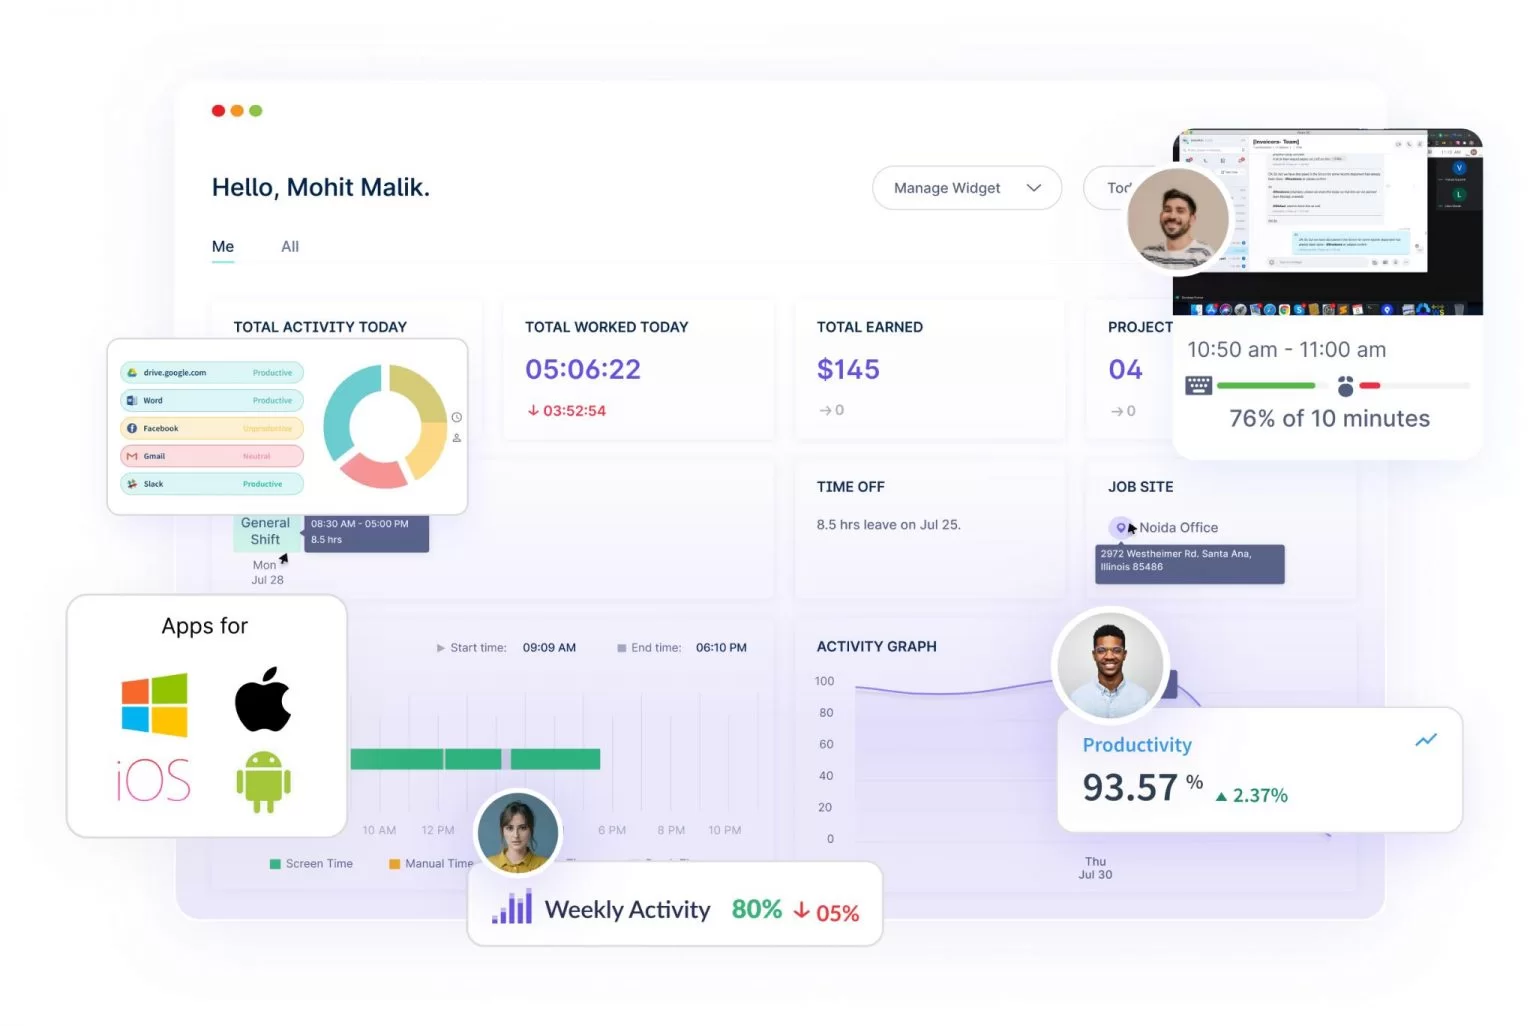 Hello, Mohit Malik.
Manage Widget
Me
All
[Invoicera- Team]
10:50 am - 11:00 am
76% of 10 minutes
TOTAL ACTIVITY TODAY
TOTAL WORKED TODAY
05:06:22
03:52:54
TOTAL EARNED
$145
0
PROJECT
04
0
drive.google.com Productive
Word Productive
Facebook Unproductive
Gmail Neutral
Slack Productive
General
Shift
08:30 AM - 05:00 PM
8.5 hrs
Mon
Jul 28
TIME OFF
8.5 hrs leave on Jul 25.
JOB SITE
Noida Office
2972 Westheimer Rd. Santa Ana,
Illinois 85486
Apps for
iOS
Start time: 09:09 AM
End time: 06:10 PM
10 AM 12 PM 6 PM 8 PM 10 PM
Screen Time
Manual Time
ACTIVITY GRAPH
100
80
60
40
20
0
Thu
Jul 30
Productivity
93.57 %
2.37%
Weekly Activity 80% 05%